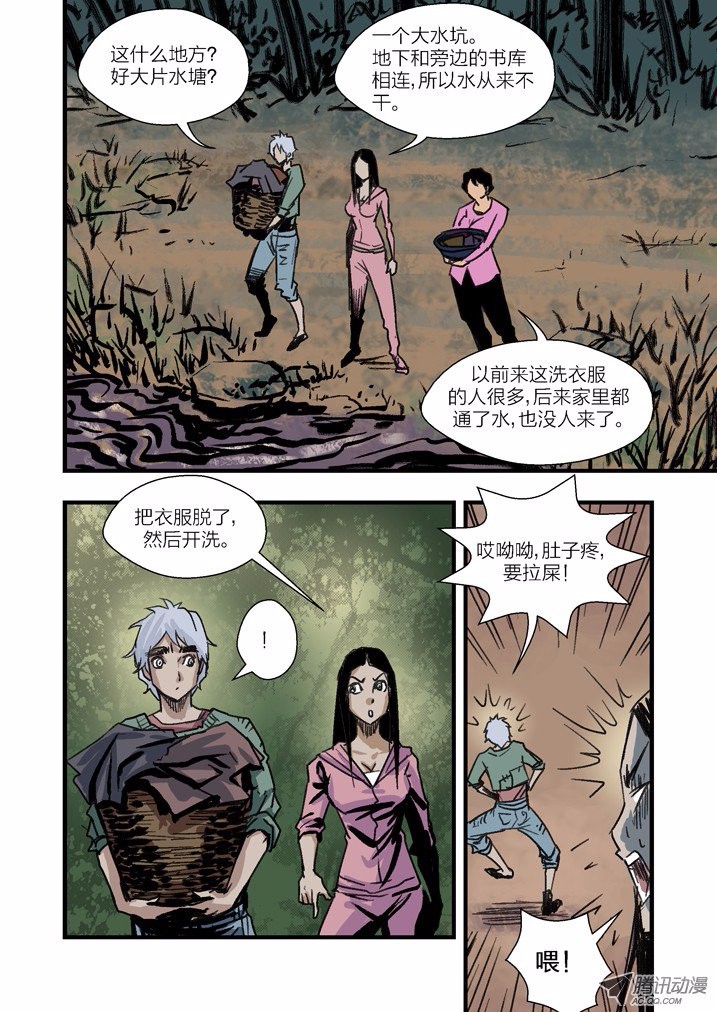 这什么地方?
好大片水塘?
一个大水坑。
地下和旁边的书库
相连,所以水从来不
干。
以前来这洗衣服
的人很多,后来家里都
通了水,也没人来了。
把衣服脱了,
然后开洗。
!
哎呦呦,肚子疼,
要拉屎!
喂!
腾讯动漫
AC.QQ.COM